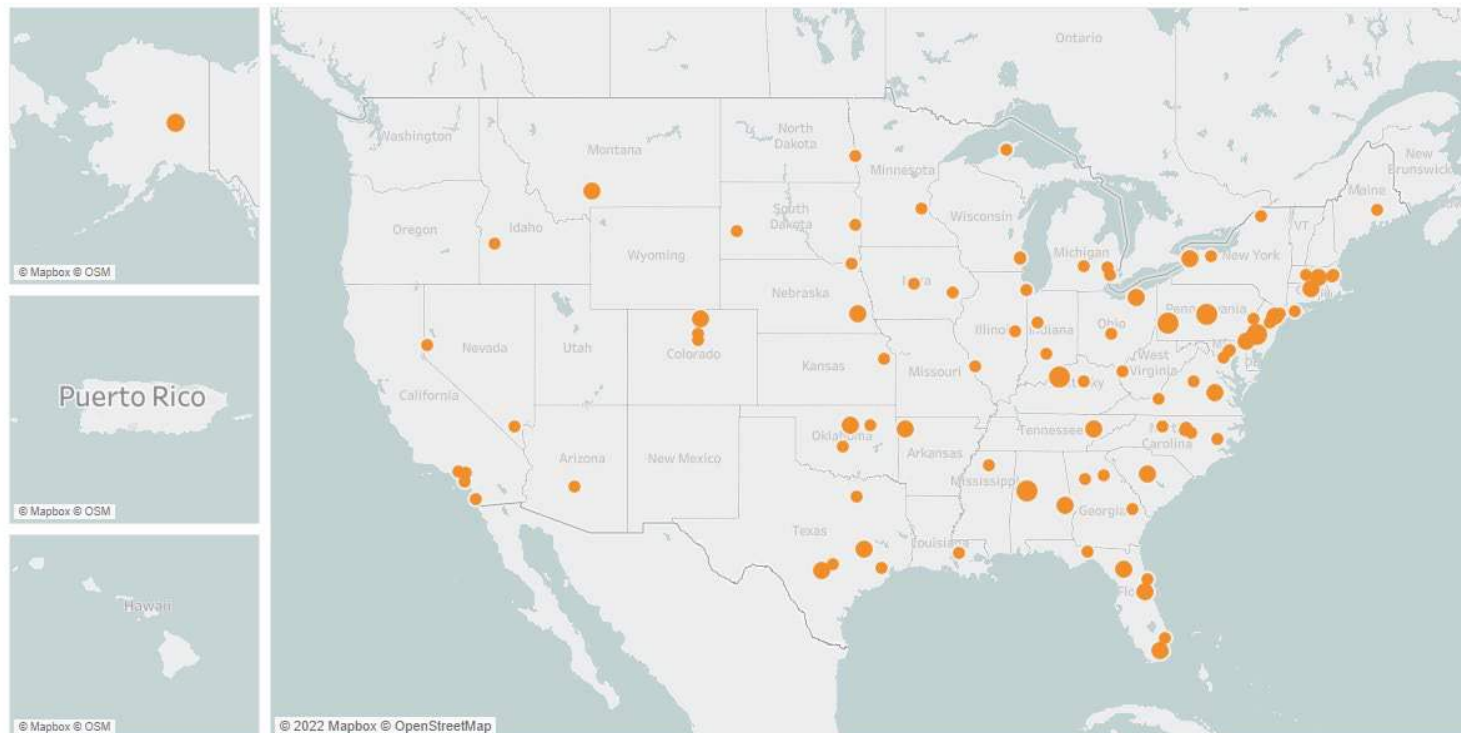 © Mapbox © OSM
Puerto Rico
© Mapbox © OSM
Hawaii
© Mapbox © OSM
Ontario
Washington
Montana
North
Dakota
Minnesota
New
Brunswick
Maine
Oregon
Idaho
South
Dakota
Wisconsin
Michigan
VT
New York
Wyoming
Iowa
Nebraska
Pennsylvania
Nevada
Utah
Colorado
Illinois
Indiana
Ohio
Kansas
Missouri
West
Virginia
California
Oklahoma
Tennessee
Carolina
Arizona
New Mexico
Arkansas
Mississippi
Georgia
Texas
Louisiana
© 2022 Mapbox © OpenStreetMap